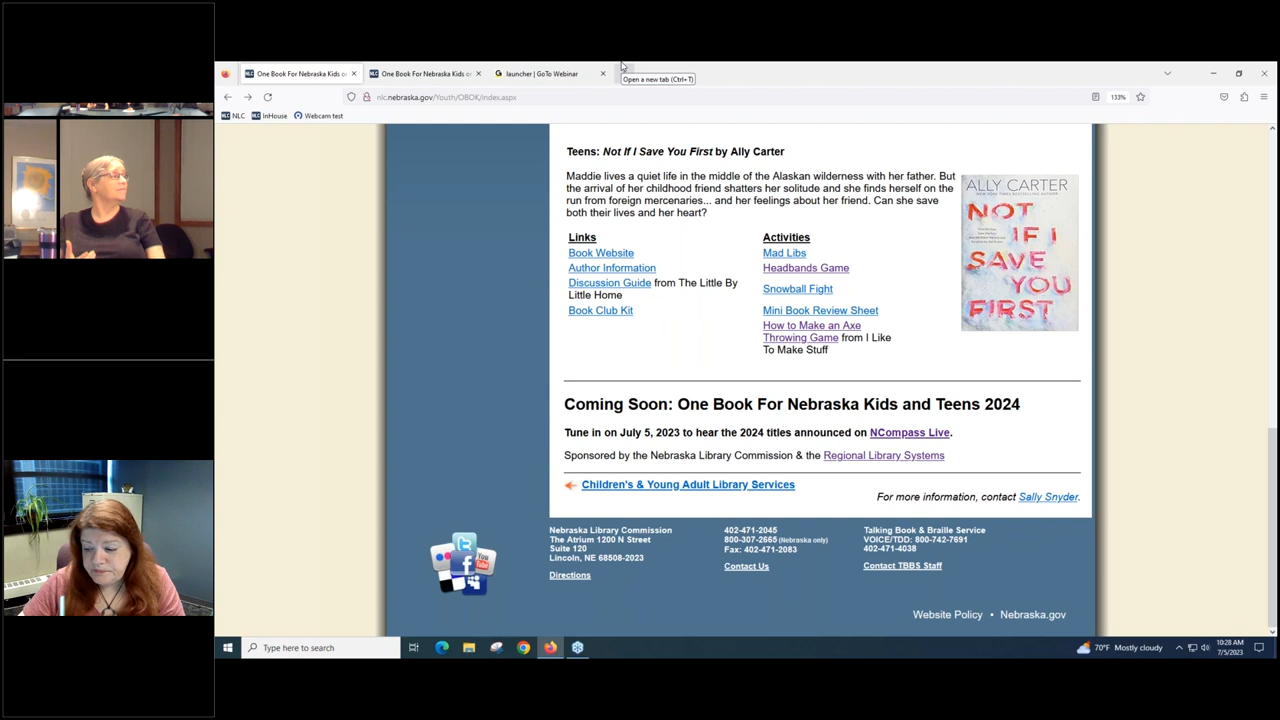 One Book For Nebraska Kids or
One Book For Nebraska Kids or
launcher | GoTo Webinar
Open a new tab (Ctrl+T)
nlc.nebraska.gov/Youth/OBOK/index.aspx
133%
NLC
InHouse
Webcam test
Teens: Not If I Save You First by Ally Carter
Maddie lives a quiet life in the middle of the Alaskan wilderness with her father. But
the arrival of her childhood friend shatters her solitude and she finds herself on the
run from foreign mercenaries... and her feelings about her friend. Can she save
both their lives and her heart?
Links
Book Website
Author Information
Discussion Guide from The Little By
Little Home
Book Club Kit
Activities
Mad Libs
Headbands Game
Snowball Fight
Mini Book Review Sheet
How to Make an Axe
Throwing Game from I Like
To Make Stuff
ALLY CARTER
NOT
IF I
SAVE
YOU
FIRST
Coming Soon: One Book For Nebraska Kids and Teens 2024
Tune in on July 5, 2023 to hear the 2024 titles announced on NCompass Live.
Sponsored by the Nebraska Library Commission & the Regional Library Systems
Children's & Young Adult Library Services
For more information, contact Sally Snyder.
Nebraska Library Commission
The Atrium 1200 N Street
Suite 120
Lincoln, NE 68508-2023
Directions
402-471-2045
800-307-2665 (Nebraska only)
Fax: 402-471-2083
Contact Us
Talking Book & Braille Service
VOICE/TDD: 800-742-7691
402-471-4038
Contact TBBS Staff
You
Website Policy • Nebraska.gov
Type here to search
70°F Mostly cloudy
10:28 AM
7/5/2023